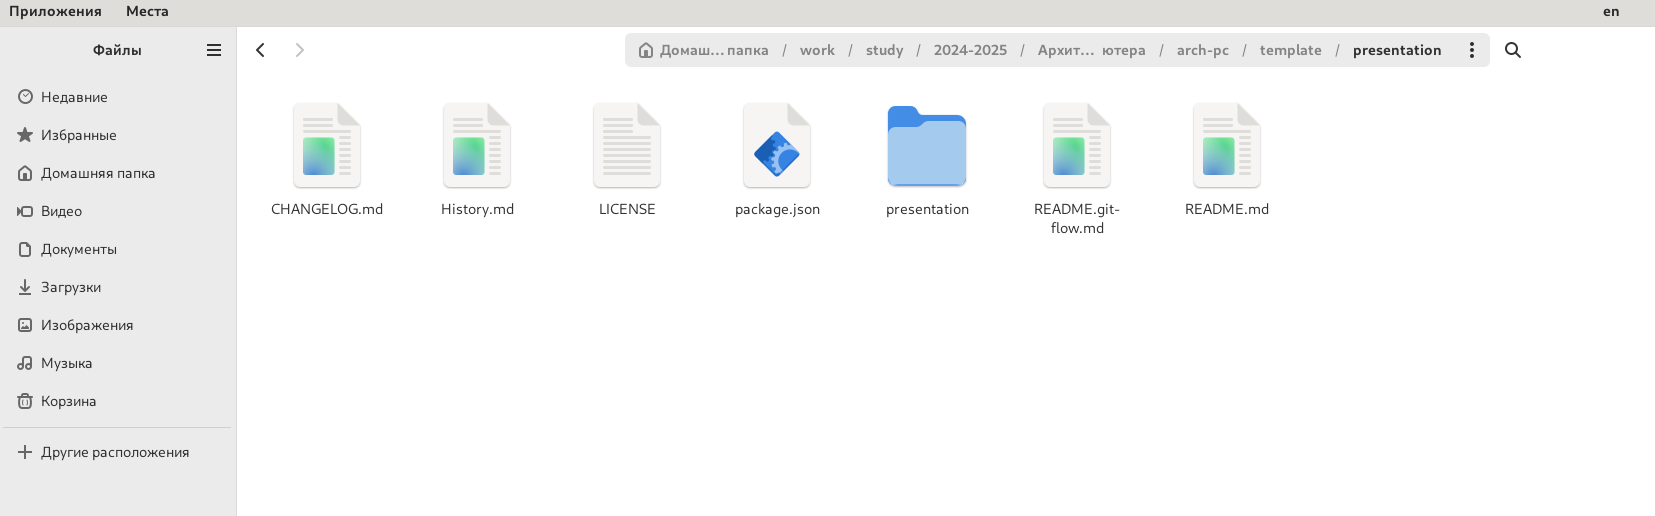 Приложения Места en
Файлы
Домаш... папка / work / study / 2024-2025 / Архит... ютера / arch-pc / template / presentation
Недавние
Избранные
Домашняя папка
Видео
Документы
Загрузки
Изображения
Музыка
Корзина
Другие расположения
CHANGELOG.md
History.md
LICENSE
package.json
presentation
README.git-
flow.md
README.md